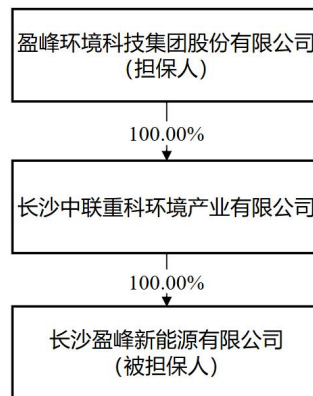 盈峰环境科技集团股份有限公司
（担保人）
100.00%
长沙中联重科环境产业有限公司
100.00%
长沙盈峰新能源有限公司
（被担保人）